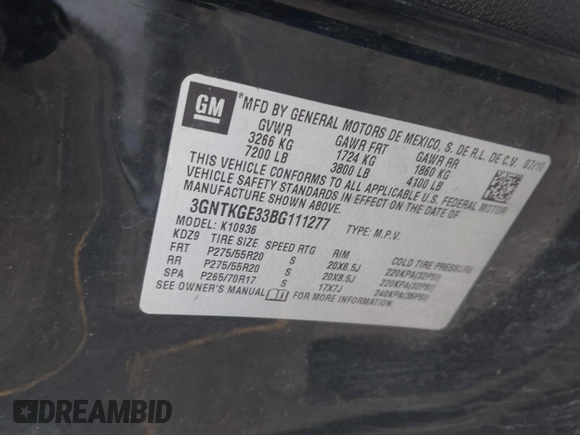 GM
MFD BY GENERAL MOTORS DE MEXICO, S. DE R.L. DE C.V. 07/10
GVWR GAWR FRT GAWR RR
3266 KG 1724 KG 1860 KG
7200 LB 3800 LB 4100 LB
THIS VEHICLE CONFORMS TO ALL APPLICABLE U.S. FEDERAL MOTOR
VEHICLE SAFETY STANDARDS IN EFFECT ON THE DATE OF
MANUFACTURE SHOWN ABOVE.
3GNTKGE33BG111277 TYPE: M.P.V.
MODEL: K10936
KDZ9 TIRE SIZE SPEED RTG RIM COLD TIRE PRESSURE
FRT P275/55R20 S 20X8.5J 220KPA(32PSI)
RR P275/55R20 S 20X8.5J 220KPA(32PSI)
SPA P265/70R17 S 17X7J 240KPA(35PSI)
SEE OWNER'S MANUAL FOR MORE INFORMATION.
DREAMBID